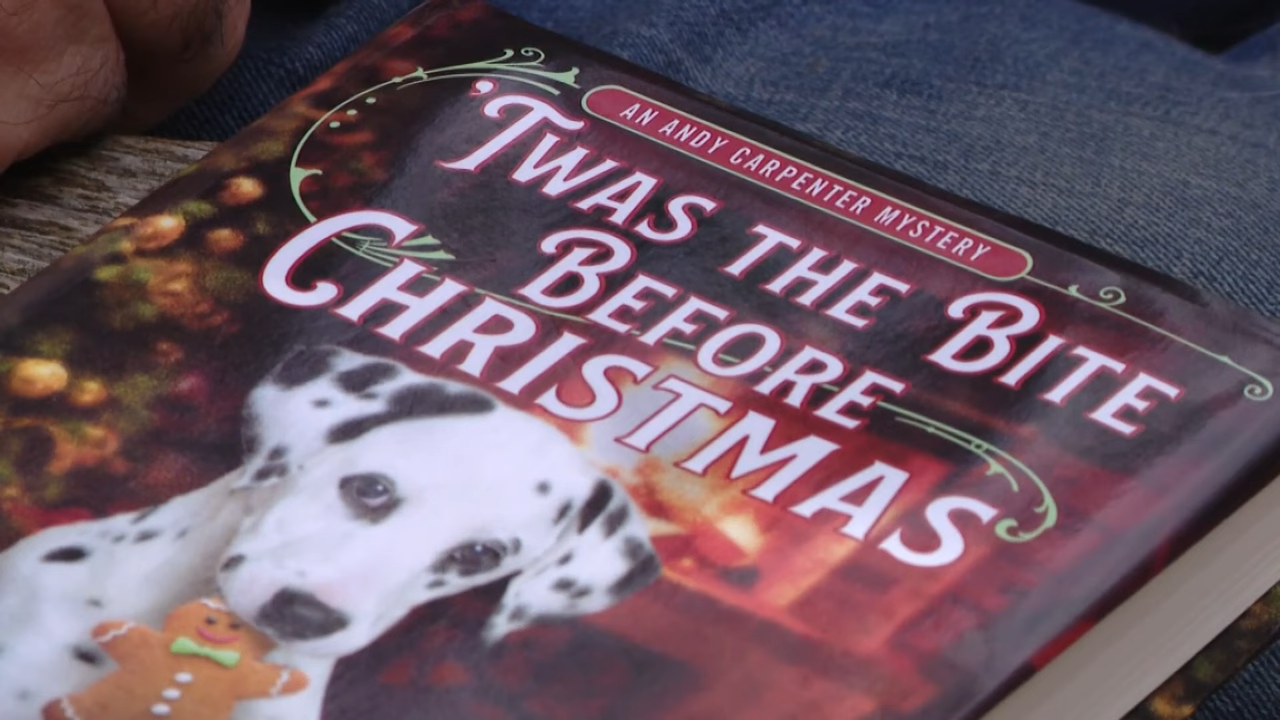 AN ANDY CARPENTER MYSTERY
'TWAS THE BITE
BEFORE
CHRISTMAS